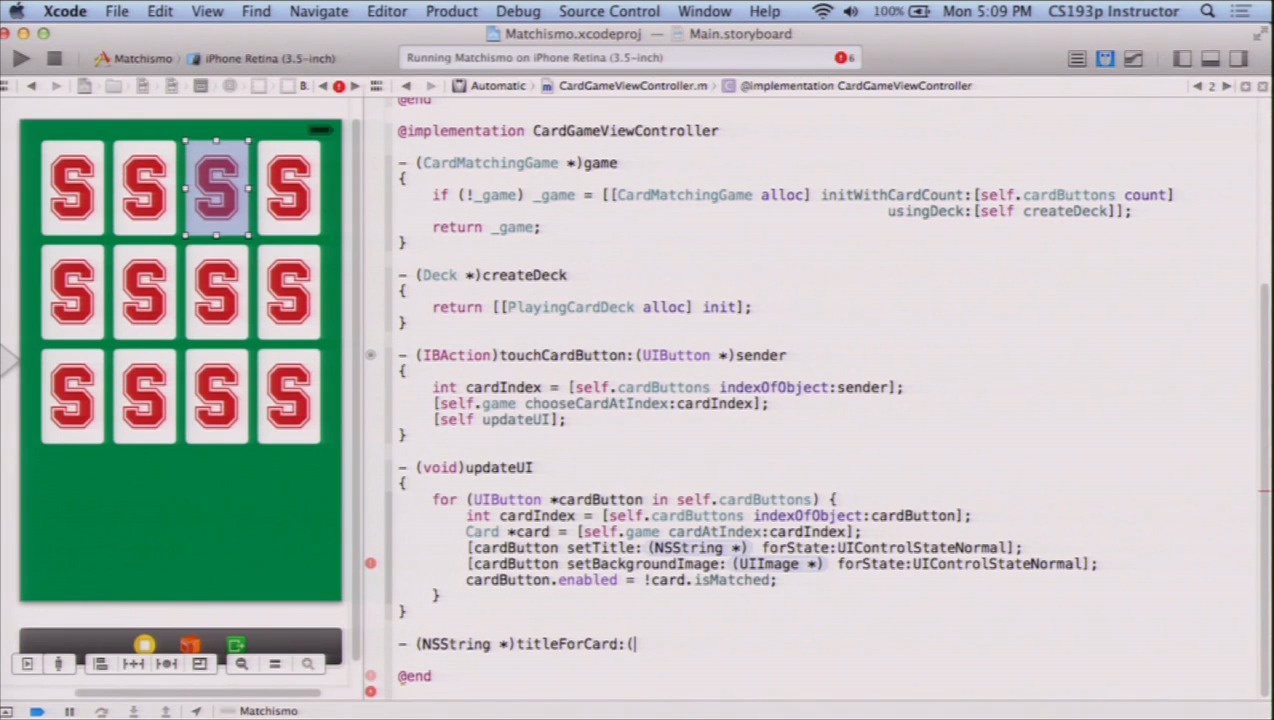 Xcode File Edit View Find Navigate Editor Product Debug Source Control Window Help 100% Mon 5:09 PM CS193p Instructor
Matchismo.xcodeproj — Main.storyboard
Matchismo iPhone Retina (3.5-inch) Running Matchismo on iPhone Retina (3.5-inch) 6
B. Automatic CardGameViewController.m C @implementation CardGameViewController 2
@end
@implementation CardGameViewController
- (CardMatchingGame *)game
{
if (!_game) _game = [[CardMatchingGame alloc] initWithCardCount:[self.cardButtons count]
usingDeck:[self createDeck]];
return _game;
}
- (Deck *)createDeck
{
return [[PlayingCardDeck alloc] init];
}
- (IBAction)touchCardButton:(UIButton *)sender
{
int cardIndex = [self.cardButtons indexOfObject:sender];
[self.game chooseCardAtIndex:cardIndex];
[self updateUI];
}
- (void)updateUI
{
for (UIButton *cardButton in self.cardButtons) {
int cardIndex = [self.cardButtons indexOfObject:cardButton];
Card *card = [self.game cardAtIndex:cardIndex];
[cardButton setTitle:(NSString *) forState:UIControlStateNormal];
[cardButton setBackgroundImage:(UIImage *) forState:UIControlStateNormal];
cardButton.enabled = !card.isMatched;
}
}
- (NSString *)titleForCard:(
@end
S S S S
S S S S
S S S S
Matchismo